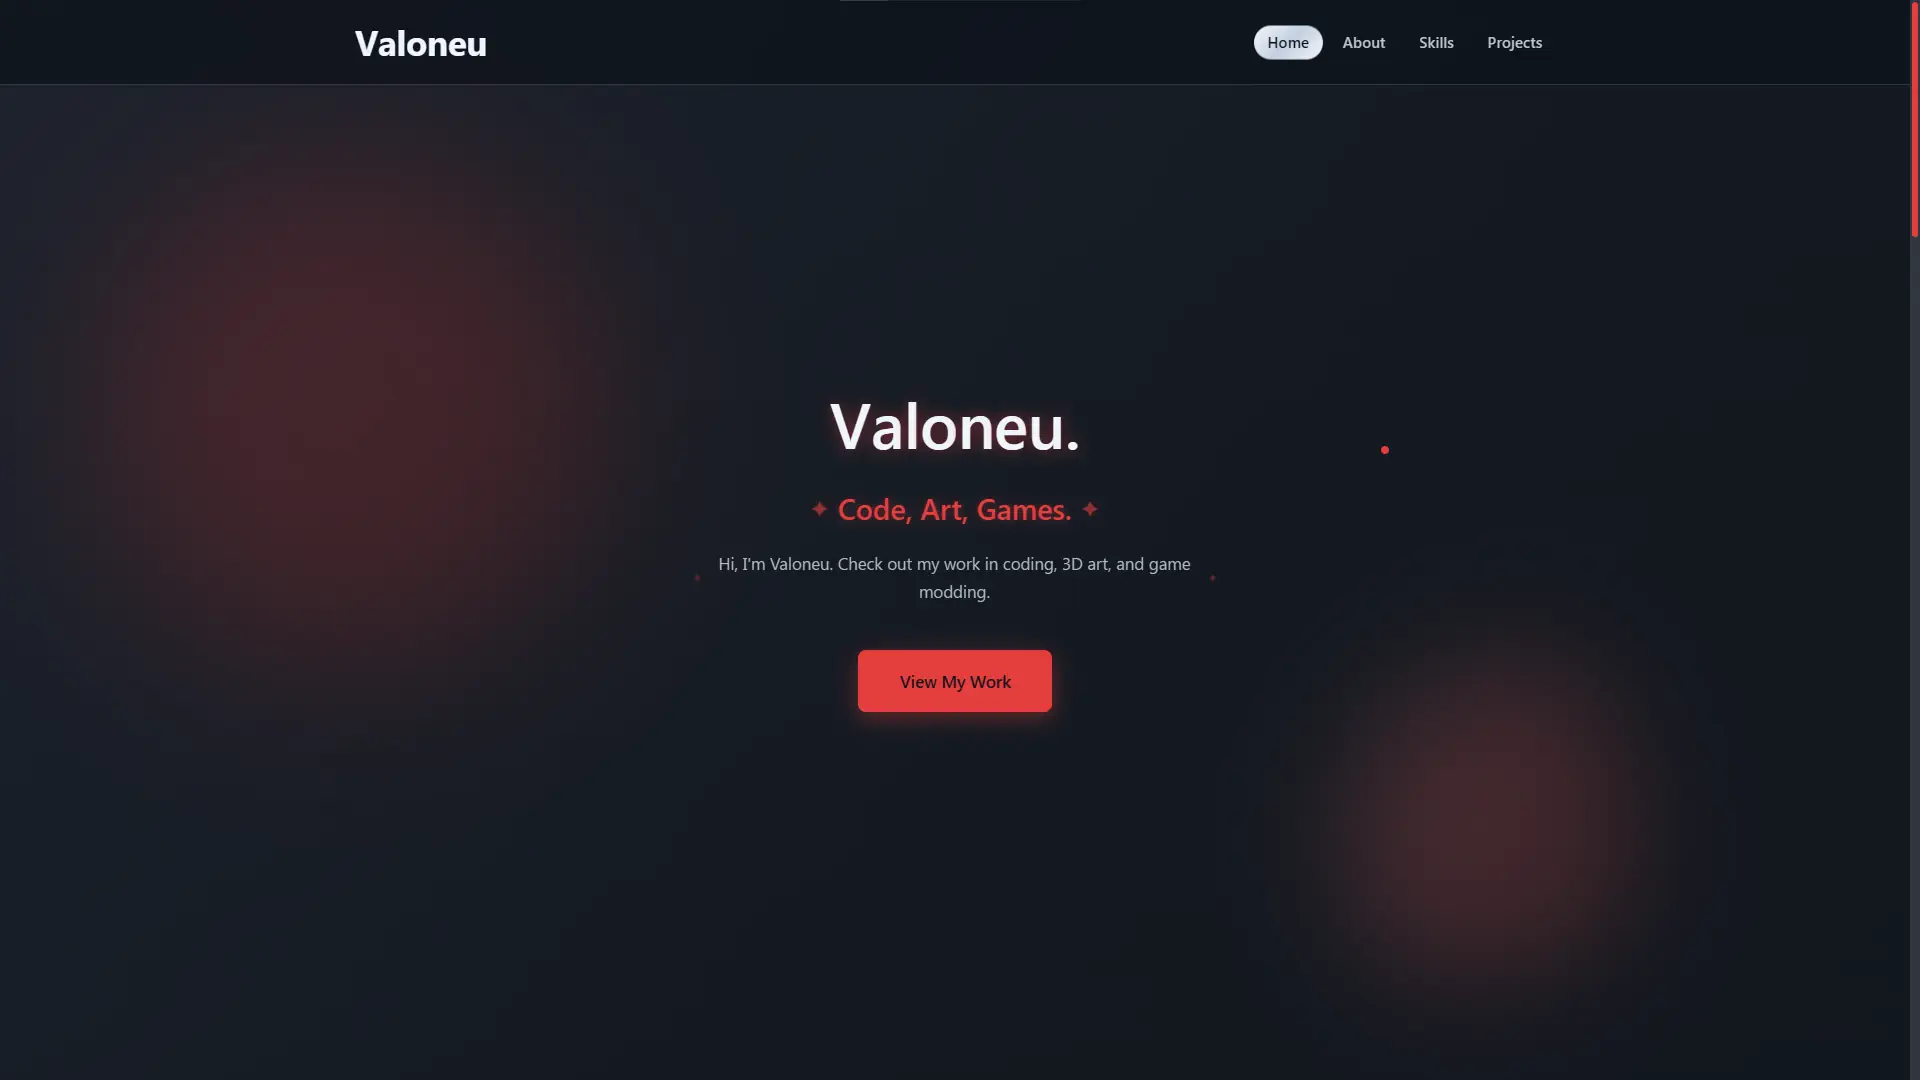 Valoneu
Home About Skills Projects
Valoneu.
✦ Code, Art, Games. ✦
Hi, I'm Valoneu. Check out my work in coding, 3D art, and game
modding.
View My Work